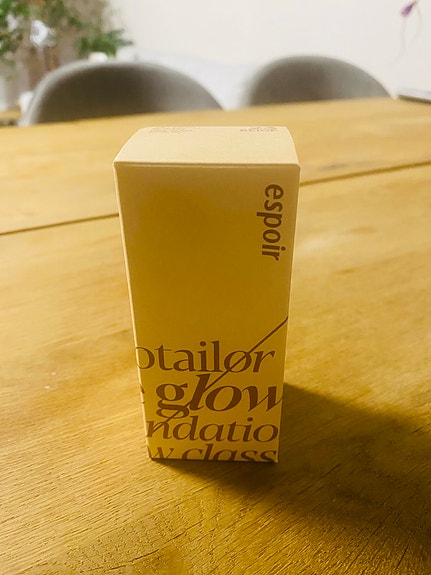 espoir
otailor
glow
ndatio
w class